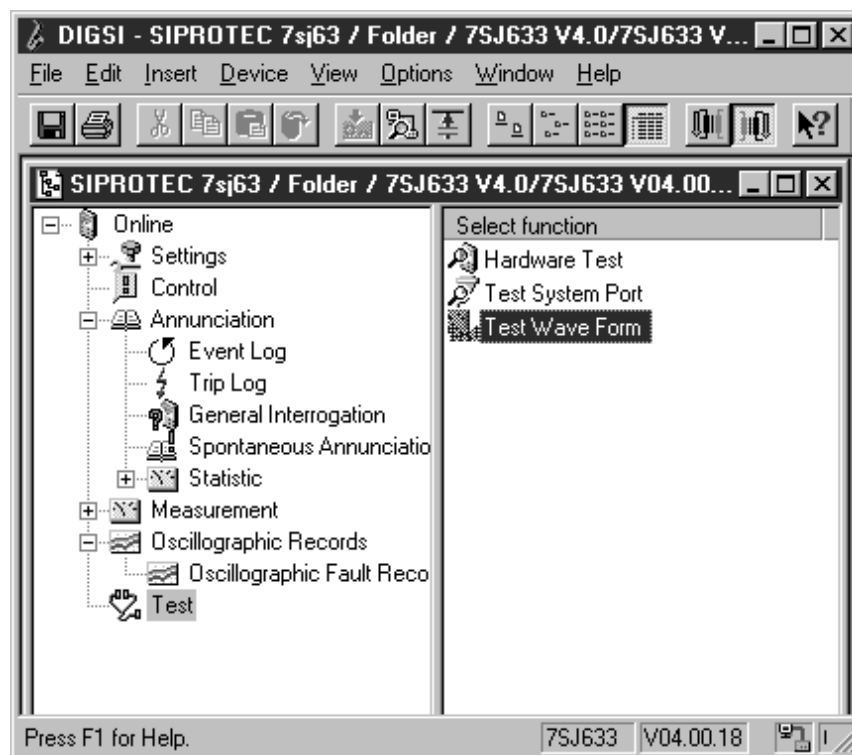 DIGSI - SIPROTEC 7sj63 / Folder / 7SJ633 V4.0/7SJ633 V...
File Edit Insert Device View Options Window Help
SIPROTEC 7sj63 / Folder / 7SJ633 V4.0/7SJ633 V04.00...
Online
Settings
Control
Annunciation
Event Log
Trip Log
General Interrogation
Spontaneous Annunciatio
Statistic
Measurement
Oscillographic Records
Oscillographic Fault Reco
Test
Select function
Hardware Test
Test System Port
Test Wave Form
Press F1 for Help. 7SJ633 V04.00.18